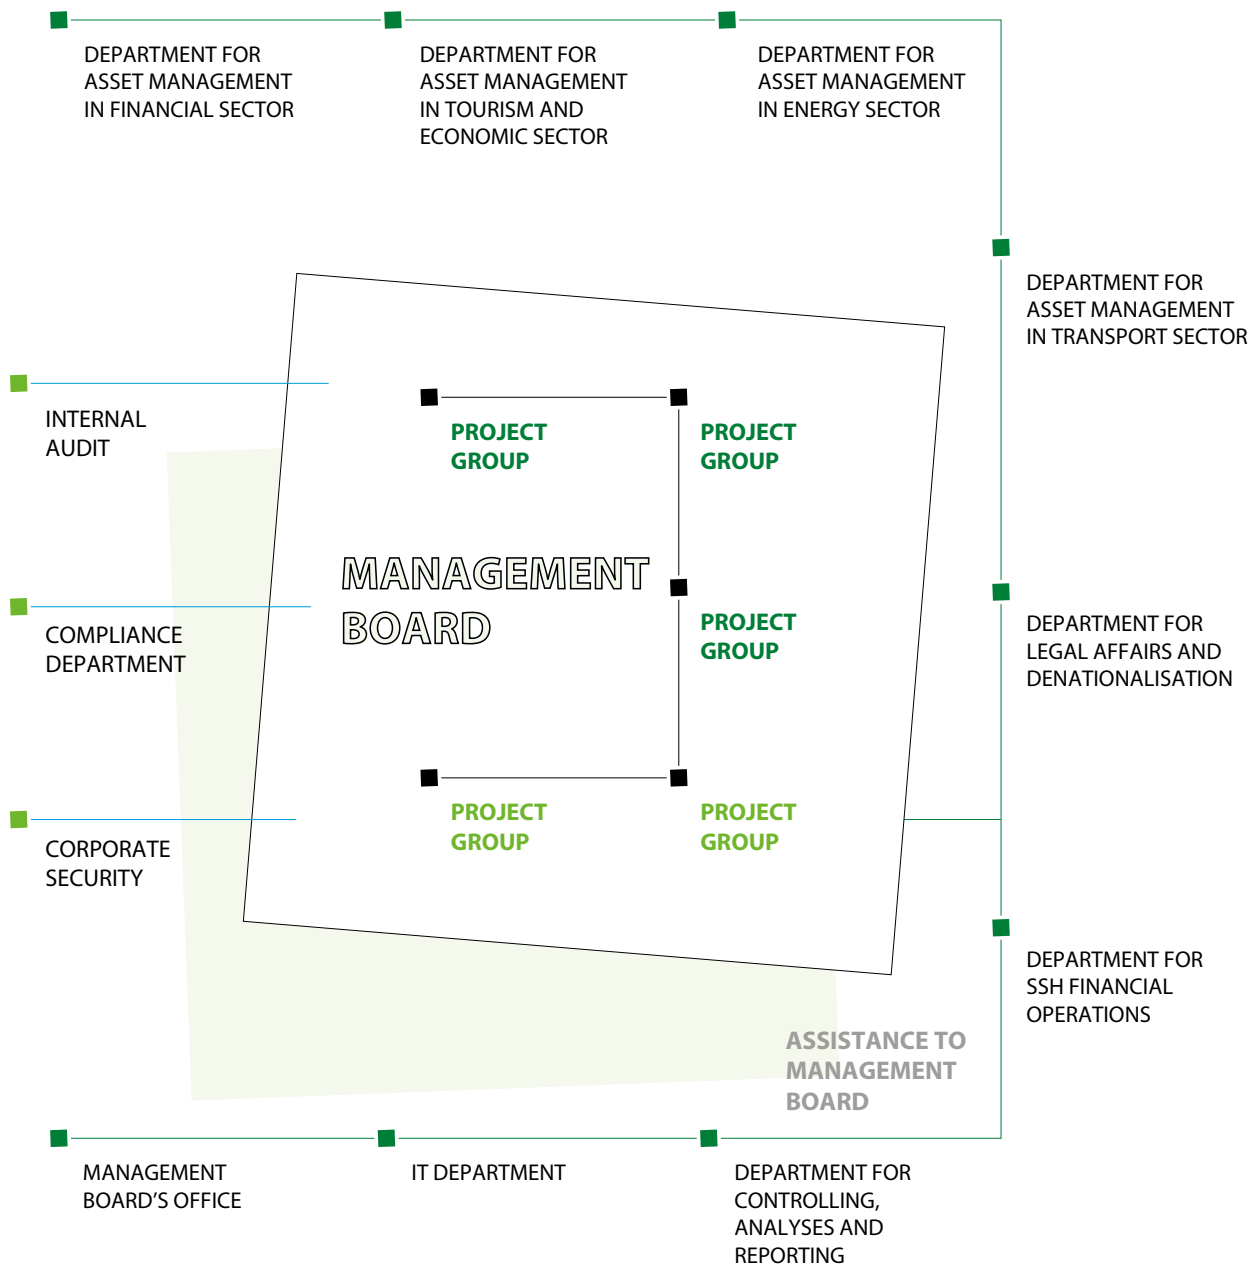 DEPARTMENT FOR
ASSET MANAGEMENT
IN FINANCIAL SECTOR
DEPARTMENT FOR
ASSET MANAGEMENT
IN TOURISM AND
ECONOMIC SECTOR
DEPARTMENT FOR
ASSET MANAGEMENT
IN ENERGY SECTOR
DEPARTMENT FOR
ASSET MANAGEMENT
IN TRANSPORT SECTOR
INTERNAL
AUDIT
PROJECT
GROUP
PROJECT
GROUP
MANAGEMENT
BOARD
COMPLIANCE
DEPARTMENT
PROJECT
GROUP
DEPARTMENT FOR
LEGAL AFFAIRS AND
DENATIONALISATION
PROJECT
GROUP
PROJECT
GROUP
CORPORATE
SECURITY
DEPARTMENT FOR
SSH FINANCIAL
OPERATIONS
ASSISTANCE TO
MANAGEMENT
BOARD
MANAGEMENT
BOARD’S OFFICE
IT DEPARTMENT
DEPARTMENT FOR
CONTROLLING,
ANALYSES AND
REPORTING